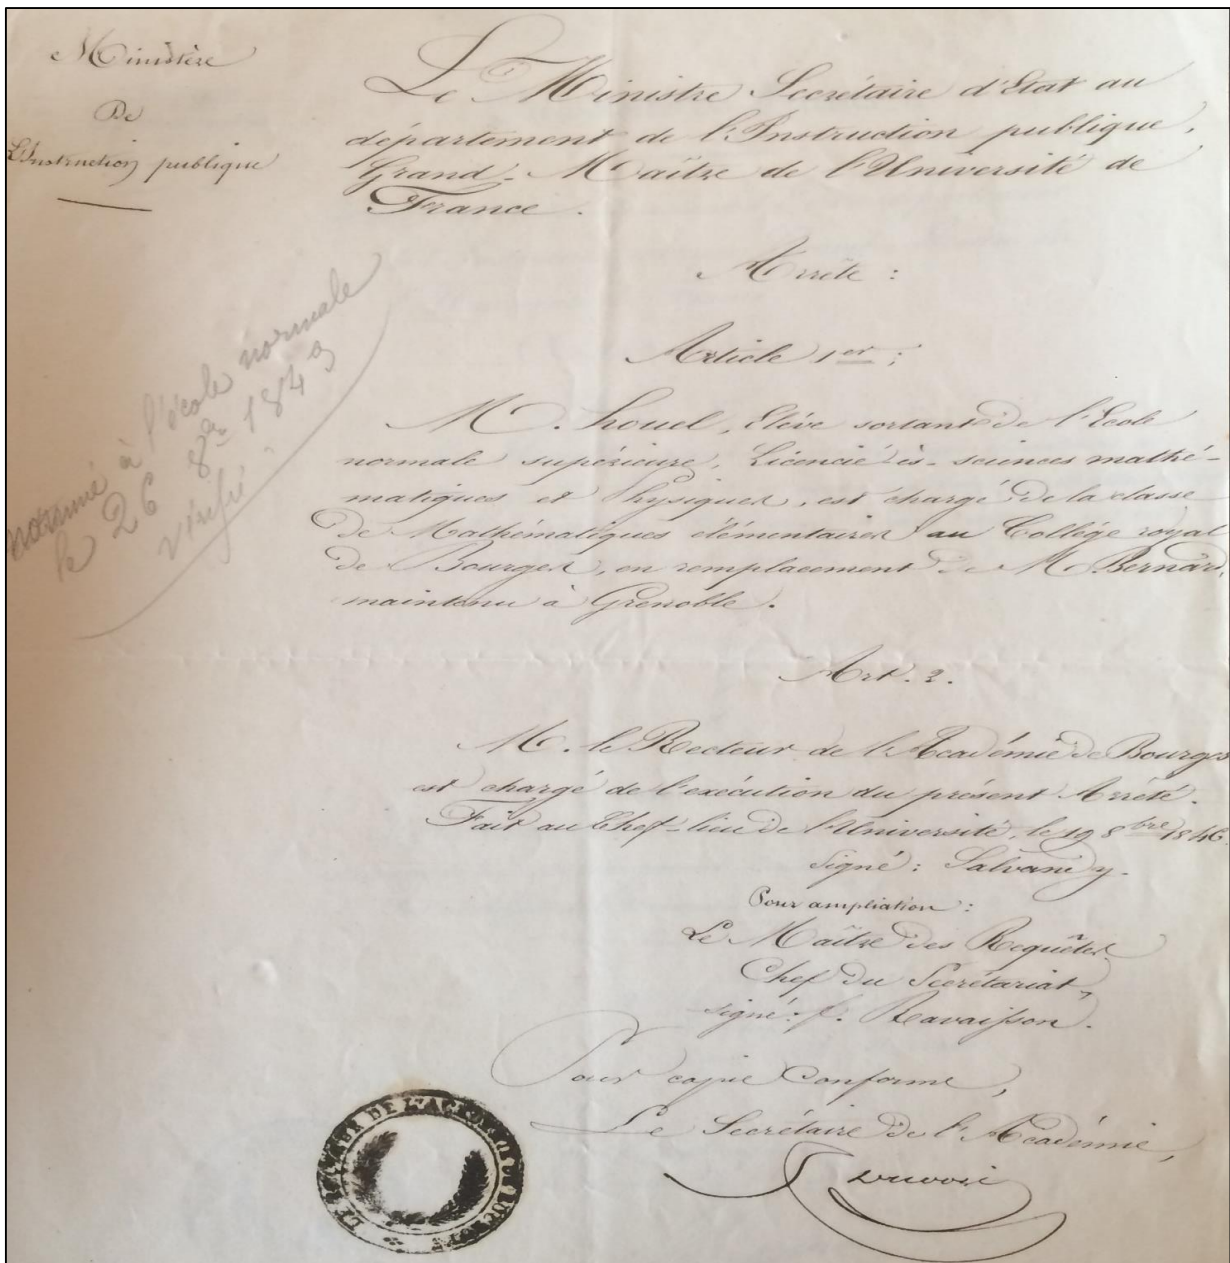 Ministère
De
L'Instruction publique
Le Ministre Secrétaire d'Etat au
département de l'Instruction publique,
Grand-Maître de l'Université de
France.
Arrête :
Article 1er :
M. Houel, Elève sortant de l'Ecole
normale supérieure, Licencié-ès-sciences mathé-
matiques et Physiques, est chargé de la classe
de Mathématiques élémentaires au Collège royal
de Bourges, en remplacement de M. Bernard,
maintenu à Grenoble.
nommé à l'école normale
le 26 8bre 1843
vérifié
Art. 2.
M. le Recteur de l'Académie de Bourges
est chargé de l'exécution du présent Arrêté.
Fait au Chef-lieu de l'Université, le 19 8bre 1846.
Signé : Salvandy.
Pour ampliation :
Le Maître des Requêtes
Chef du Secrétariat,
signé : f. Ravaisson.
Pour copie Conforme,
Le Secrétaire de l'Académie,